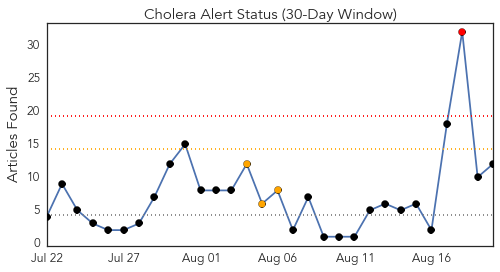 Cholera Alert Status (30-Day Window)
Articles Found
30
25
20
15
10
5
0
Jul 22 Jul 27 Aug 01 Aug 06 Aug 11 Aug 16